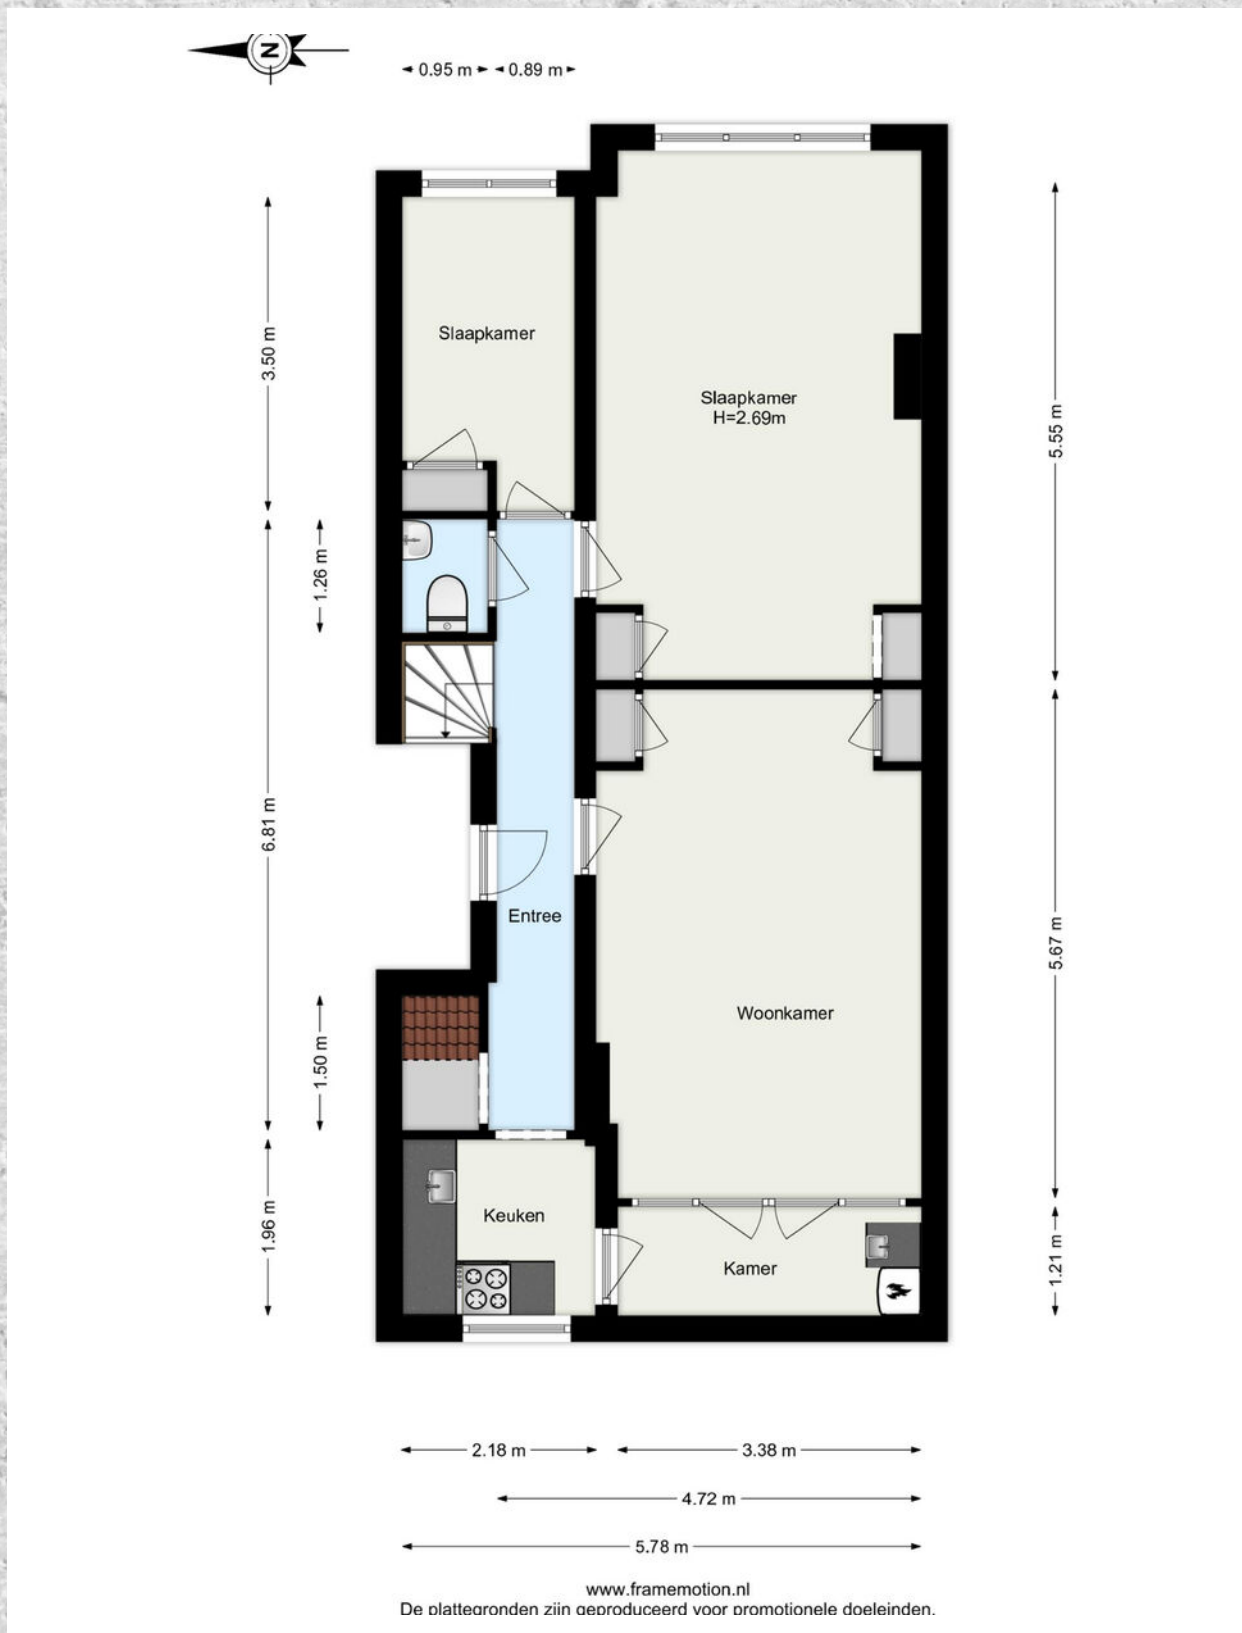 N
0.95 m
0.89 m
3.50 m
Slaapkamer
Slaapkamer
H=2.69m
5.55 m
1.26 m
6.81 m
Entree
5.67 m
Woonkamer
1.50 m
1.96 m
Keuken
Kamer
1.21 m
2.18 m
3.38 m
4.72 m
5.78 m
www.framemotion.nl
De plattegronden zijn geproduceerd voor promotionele doeleinden.